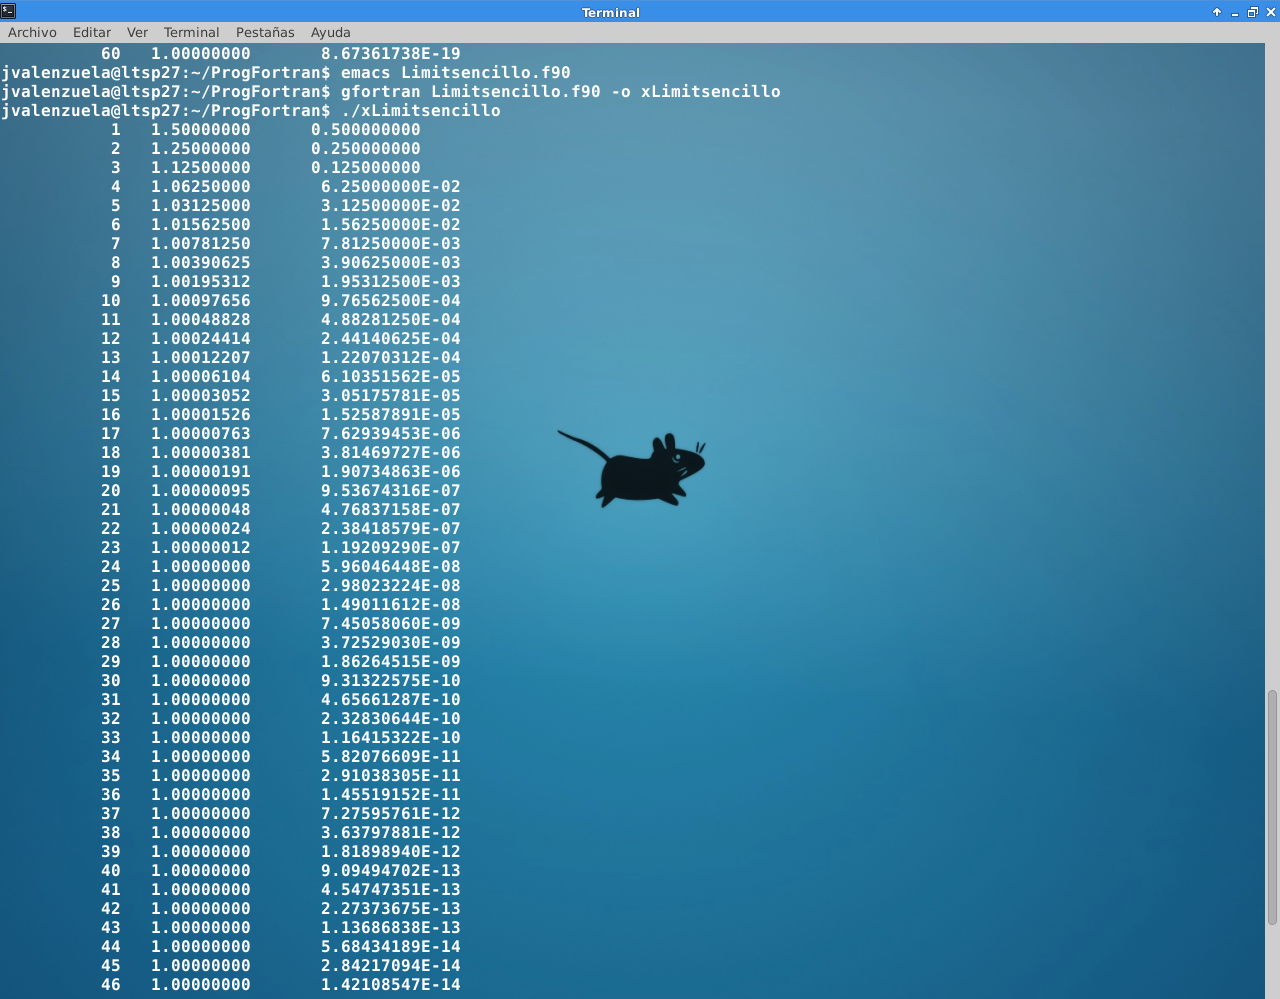 Terminal
Archivo Editar Ver Terminal Pestañas Ayuda
60 1.00000000 8.67361738E-19
jvalenzuela@ltsp27:~/ProgFortran$ emacs Limitsencillo.f90
jvalenzuela@ltsp27:~/ProgFortran$ gfortran Limitsencillo.f90 -o xLimitsencillo
jvalenzuela@ltsp27:~/ProgFortran$ ./xLimitsencillo
1 1.50000000 0.500000000
2 1.25000000 0.250000000
3 1.12500000 0.125000000
4 1.06250000 6.25000000E-02
5 1.03125000 3.12500000E-02
6 1.01562500 1.56250000E-02
7 1.00781250 7.81250000E-03
8 1.00390625 3.90625000E-03
9 1.00195312 1.95312500E-03
10 1.00097656 9.76562500E-04
11 1.00048828 4.88281250E-04
12 1.00024414 2.44140625E-04
13 1.00012207 1.22070312E-04
14 1.00006104 6.10351562E-05
15 1.00003052 3.05175781E-05
16 1.00001526 1.52587891E-05
17 1.00000763 7.62939453E-06
18 1.00000381 3.81469727E-06
19 1.00000191 1.90734863E-06
20 1.00000095 9.53674316E-07
21 1.00000048 4.76837158E-07
22 1.00000024 2.38418579E-07
23 1.00000012 1.19209290E-07
24 1.00000000 5.96046448E-08
25 1.00000000 2.98023224E-08
26 1.00000000 1.49011612E-08
27 1.00000000 7.45058060E-09
28 1.00000000 3.72529030E-09
29 1.00000000 1.86264515E-09
30 1.00000000 9.31322575E-10
31 1.00000000 4.65661287E-10
32 1.00000000 2.32830644E-10
33 1.00000000 1.16415322E-10
34 1.00000000 5.82076609E-11
35 1.00000000 2.91038305E-11
36 1.00000000 1.45519152E-11
37 1.00000000 7.27595761E-12
38 1.00000000 3.63797881E-12
39 1.00000000 1.81898940E-12
40 1.00000000 9.09494702E-13
41 1.00000000 4.54747351E-13
42 1.00000000 2.27373675E-13
43 1.00000000 1.13686838E-13
44 1.00000000 5.68434189E-14
45 1.00000000 2.84217094E-14
46 1.00000000 1.42108547E-14